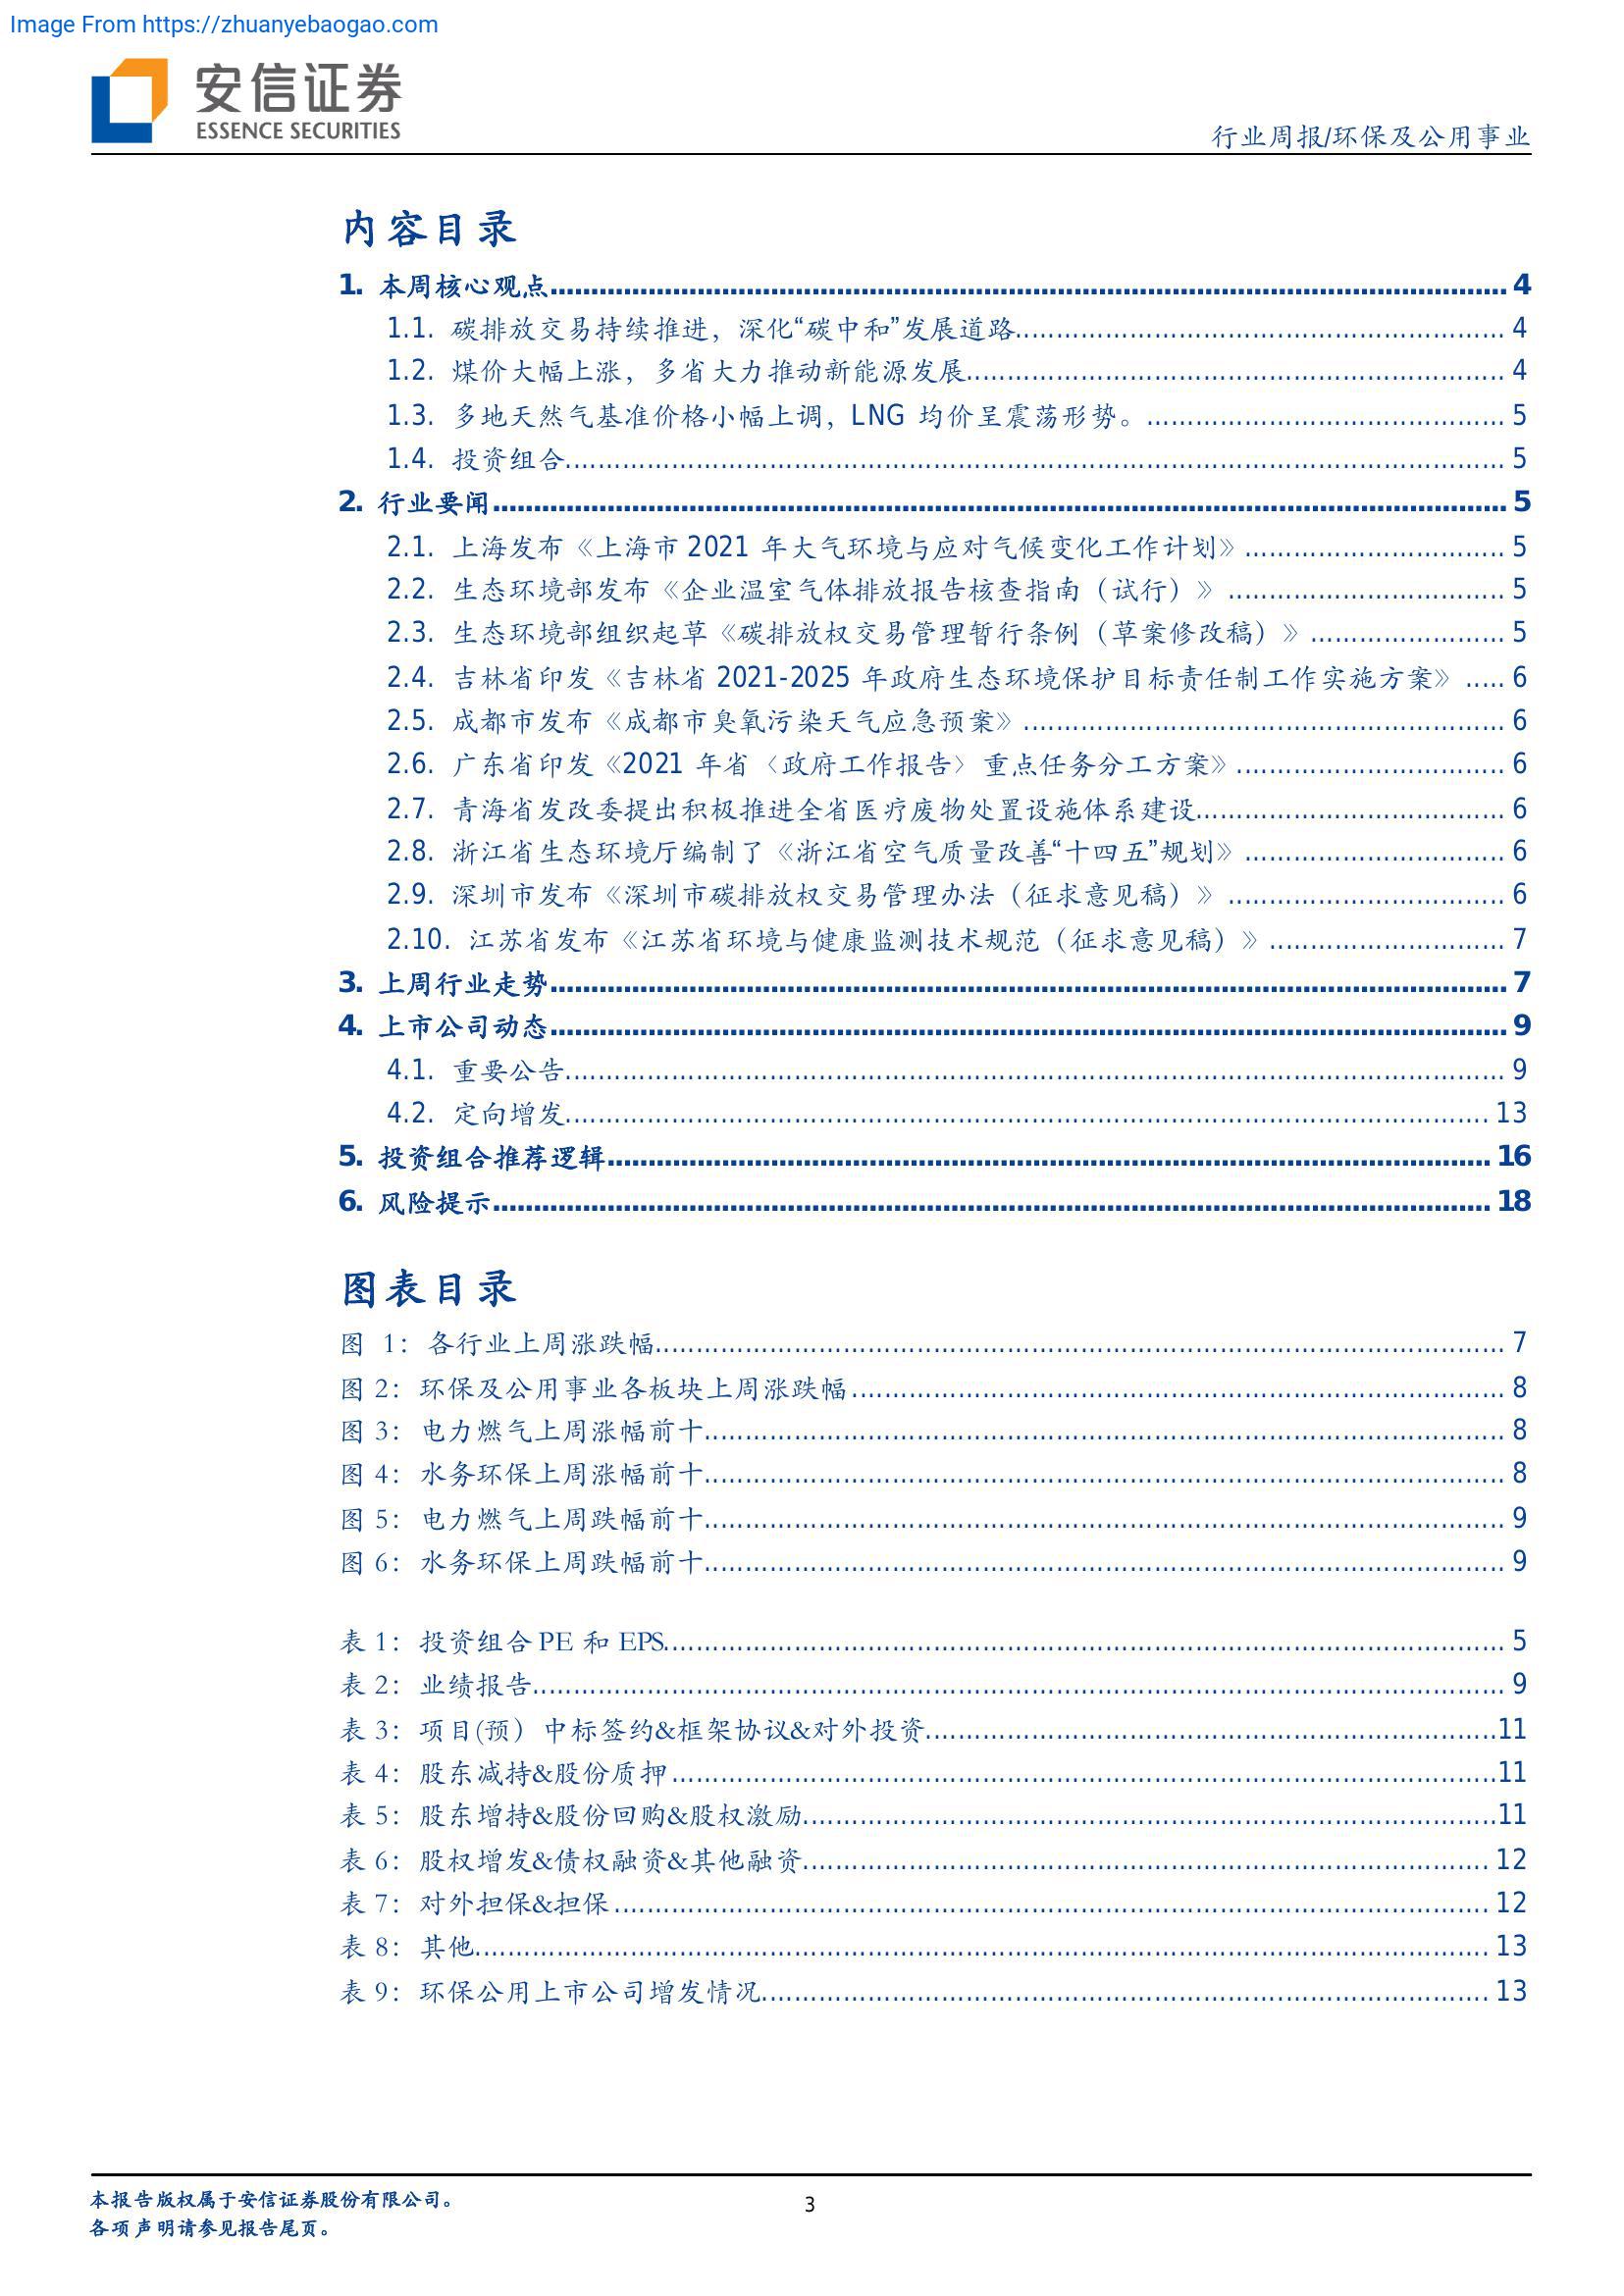 Image From https://zhuanyebaogao.com
安信证券
ESSENCE SECURITIES
行业周报/环保及公用事业
内容目录
1. 本周核心观点 4
1.1. 碳排放交易持续推进，深化“碳中和”发展道路 4
1.2. 煤价大幅上涨，多省大力推动新能源发展 4
1.3. 多地天然气基准价格小幅上调，LNG 均价呈震荡形势。 5
1.4. 投资组合 5
2. 行业要闻 5
2.1. 上海发布《上海市 2021 年大气环境与应对气候变化工作计划》 5
2.2. 生态环境部发布《企业温室气体排放报告核查指南（试行）》 5
2.3. 生态环境部组织起草《碳排放权交易管理暂行条例（草案修改稿）》 5
2.4. 吉林省印发《吉林省 2021-2025 年政府生态环境保护目标责任制工作实施方案》 6
2.5. 成都市发布《成都市臭氧污染天气应急预案》 6
2.6. 广东省印发《2021 年省〈政府工作报告〉重点任务分工方案》 6
2.7. 青海省发改委提出积极推进全省医疗废物处置设施体系建设 6
2.8. 浙江省生态环境厅编制了《浙江省空气质量改善“十四五”规划》 6
2.9. 深圳市发布《深圳市碳排放权交易管理办法（征求意见稿）》 6
2.10. 江苏省发布《江苏省环境与健康监测技术规范（征求意见稿）》 7
3. 上周行业走势 7
4. 上市公司动态 9
4.1. 重要公告 9
4.2. 定向增发 13
5. 投资组合推荐逻辑 16
6. 风险提示 18
图表目录
图 1：各行业上周涨跌幅 7
图 2：环保及公用事业各板块上周涨跌幅 8
图 3：电力燃气上周涨幅前十 8
图 4：水务环保上周涨幅前十 8
图 5：电力燃气上周跌幅前十 9
图 6：水务环保上周跌幅前十 9
表 1：投资组合 PE 和 EPS 5
表 2：业绩报告 9
表 3：项目(预）中标签约&框架协议&对外投资 11
表 4：股东减持&股份质押 11
表 5：股东增持&股份回购&股权激励 11
表 6：股权增发&债权融资&其他融资 12
表 7：对外担保&担保 12
表 8：其他 13
表 9：环保公用上市公司增发情况 13
本报告版权属于安信证券股份有限公司。
3
各项声明请参见报告尾页。